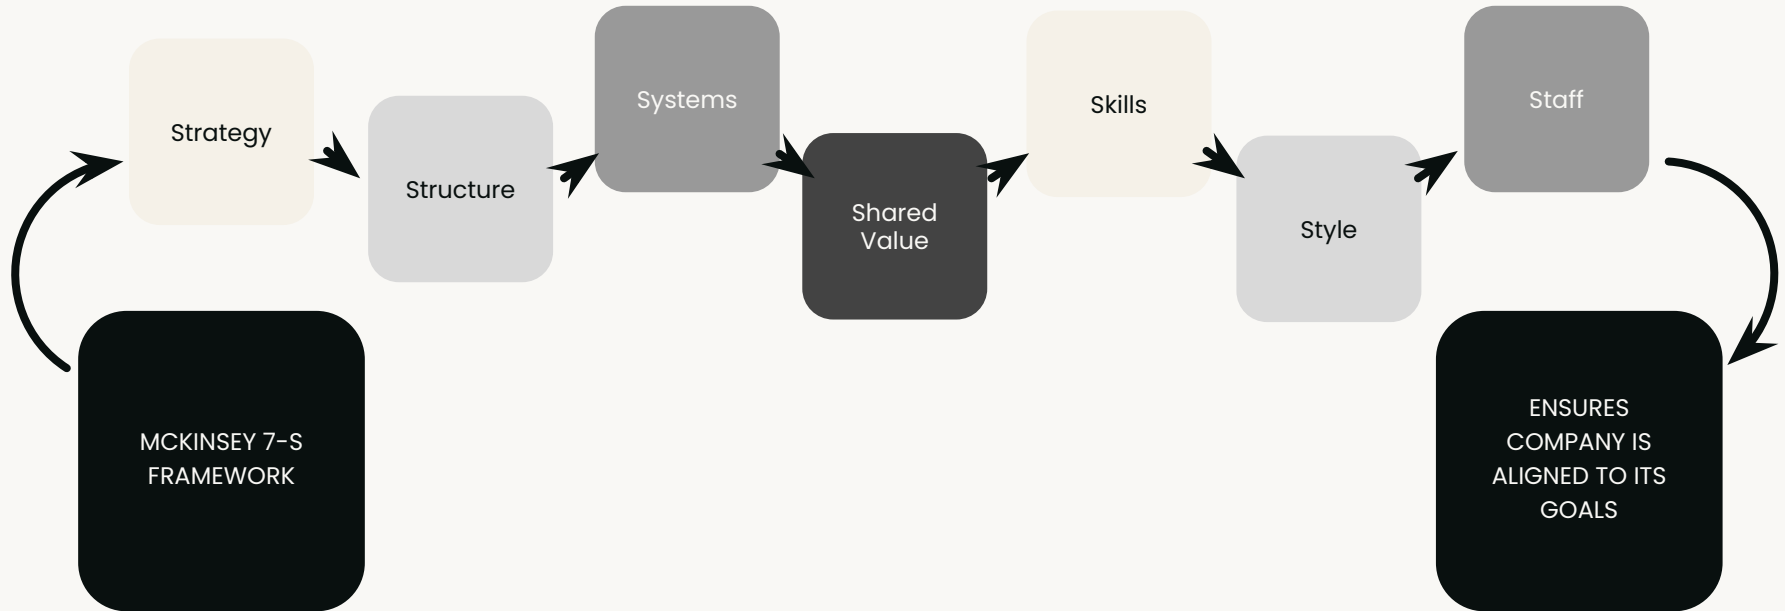 Strategy
Structure
Systems
Shared
Value
Skills
Style
Staff
MCKINSEY 7-S
FRAMEWORK
ENSURES
COMPANY IS
ALIGNED TO ITS
GOALS